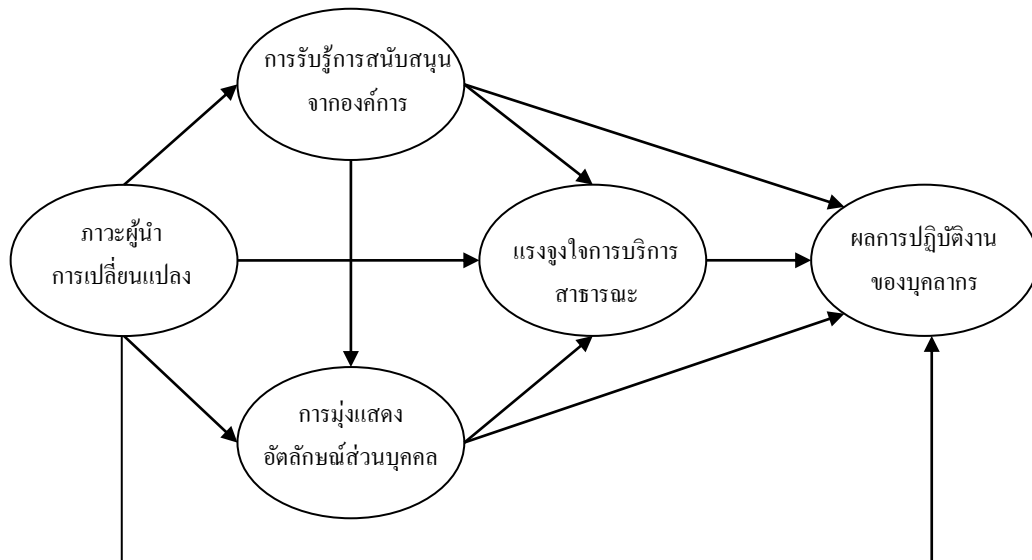 การรับรู้การสนับสนุน
จากองค์การ
ภาวะผู้นำ
การเปลี่ยนแปลง
แรงจูงใจการบริการ
สาธารณะ
ผลการปฏิบัติงาน
ของบุคลากร
การมุ่งแสดง
อัตลักษณ์ส่วนบุคคล